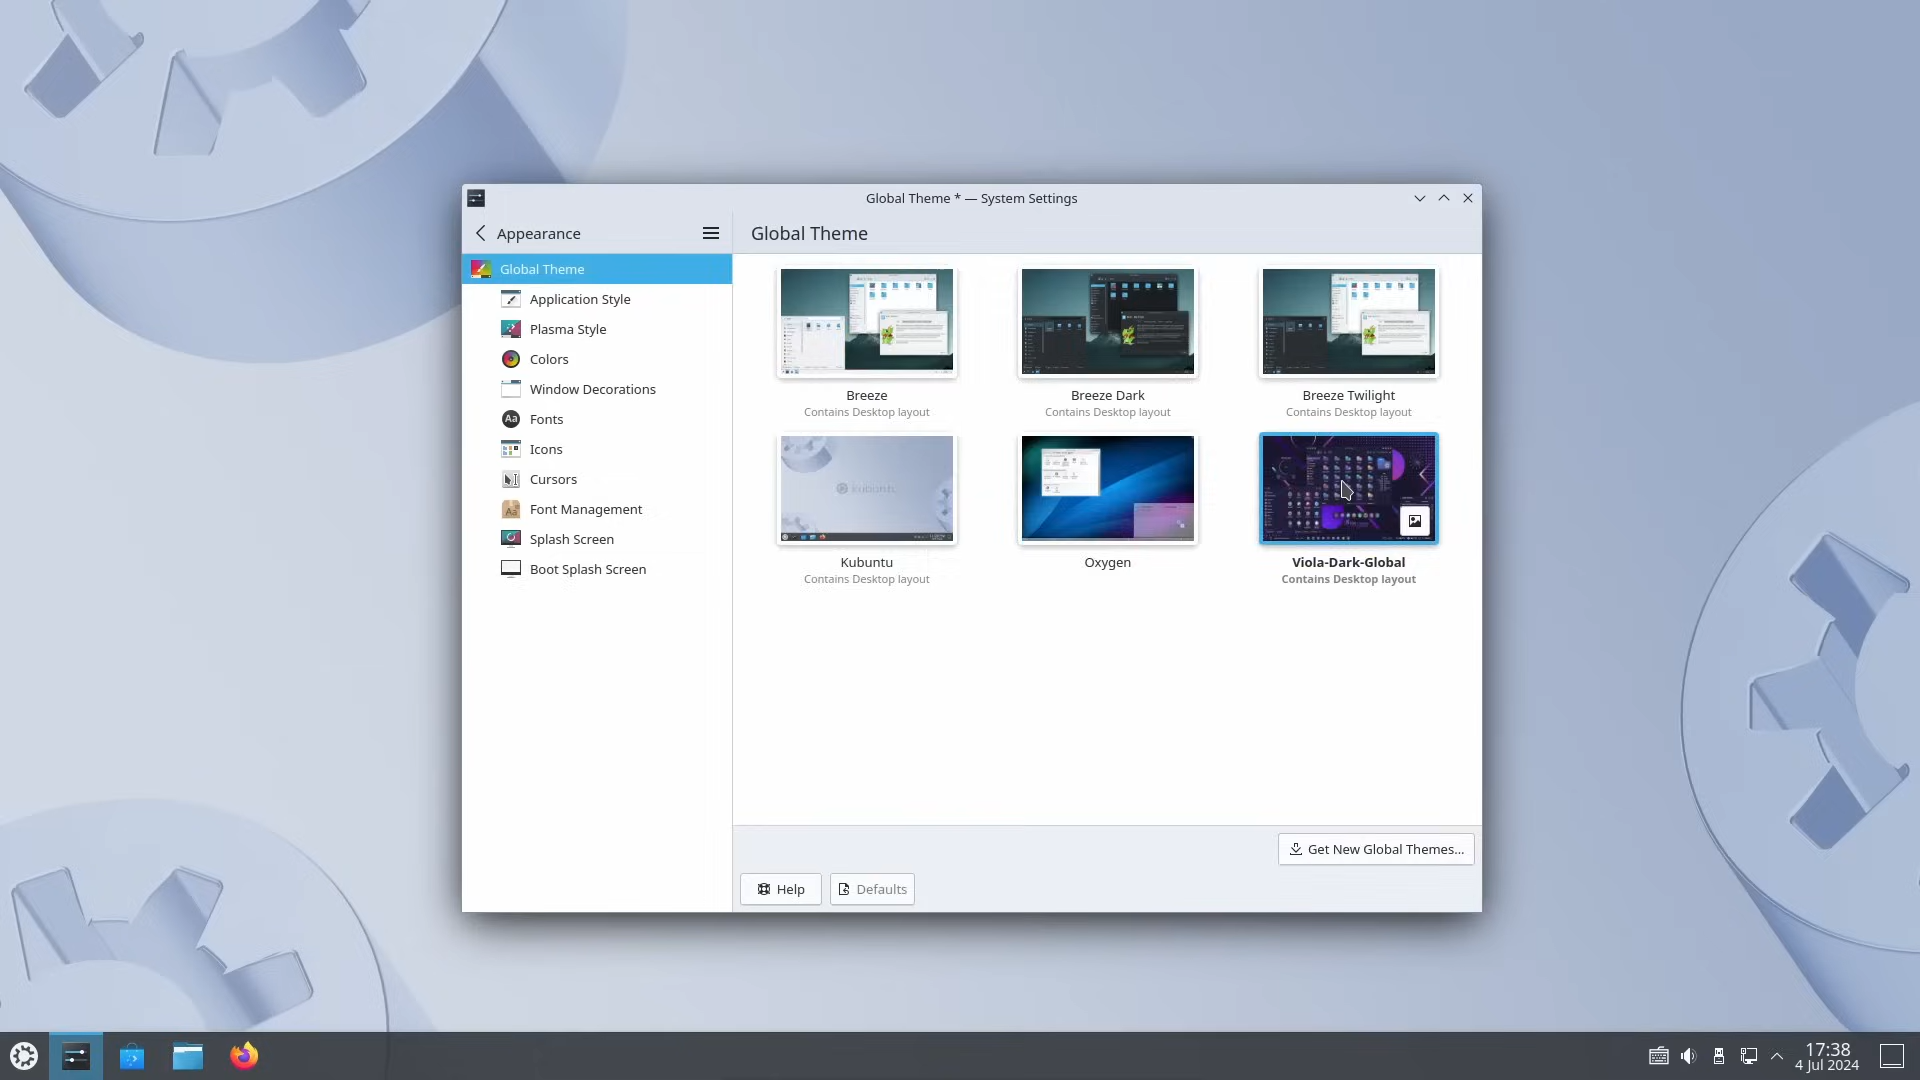 Global Theme * — System Settings
Appearance
Global Theme
Global Theme
Application Style
Plasma Style
Colors
Window Decorations
Fonts
Icons
Cursors
Font Management
Splash Screen
Boot Splash Screen
Breeze
Contains Desktop layout
Breeze Dark
Contains Desktop layout
Breeze Twilight
Contains Desktop layout
Kubuntu
Contains Desktop layout
Oxygen
Viola-Dark-Global
Contains Desktop layout
Get New Global Themes...
Help
Defaults
17:38
4 Jul 2024